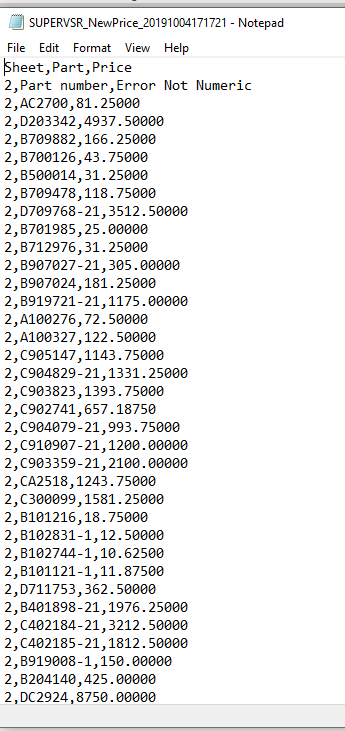 SUPERVSR_NewPrice_20191004171721 - Notepad
File Edit Format View Help
Sheet,Part,Price
2,Part number,Error Not Numeric
2,AC2700,81.25000
2,D203342,4937.50000
2,B709882,166.25000
2,B700126,43.75000
2,B500014,31.25000
2,B709478,118.75000
2,D709768-21,3512.50000
2,B701985,25.00000
2,B712976,31.25000
2,B907027-21,305.00000
2,B907024,181.25000
2,B919721-21,1175.00000
2,A100276,72.50000
2,A100327,122.50000
2,C905147,1143.75000
2,C904829-21,1331.25000
2,C903823,1393.75000
2,C902741,657.18750
2,C904079-21,993.75000
2,C910907-21,1200.00000
2,C903359-21,2100.00000
2,CA2518,1243.75000
2,C300099,1581.25000
2,B101216,18.75000
2,B102831-1,12.50000
2,B102744-1,10.62500
2,B101121-1,11.87500
2,D711753,362.50000
2,B401898-21,1976.25000
2,C402184-21,3212.50000
2,C402185-21,1812.50000
2,B919008-1,150.00000
2,B204140,425.00000
2,DC2924,8750.00000